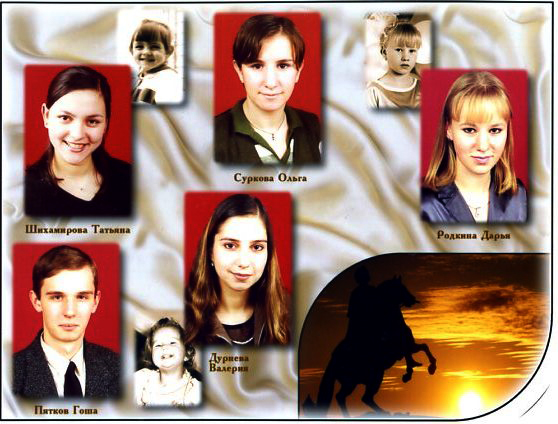 Суркова Ольга
Шихамирова Татьяна
Родкина Дарья
Дурнева
Валерия
Пятков Гоша